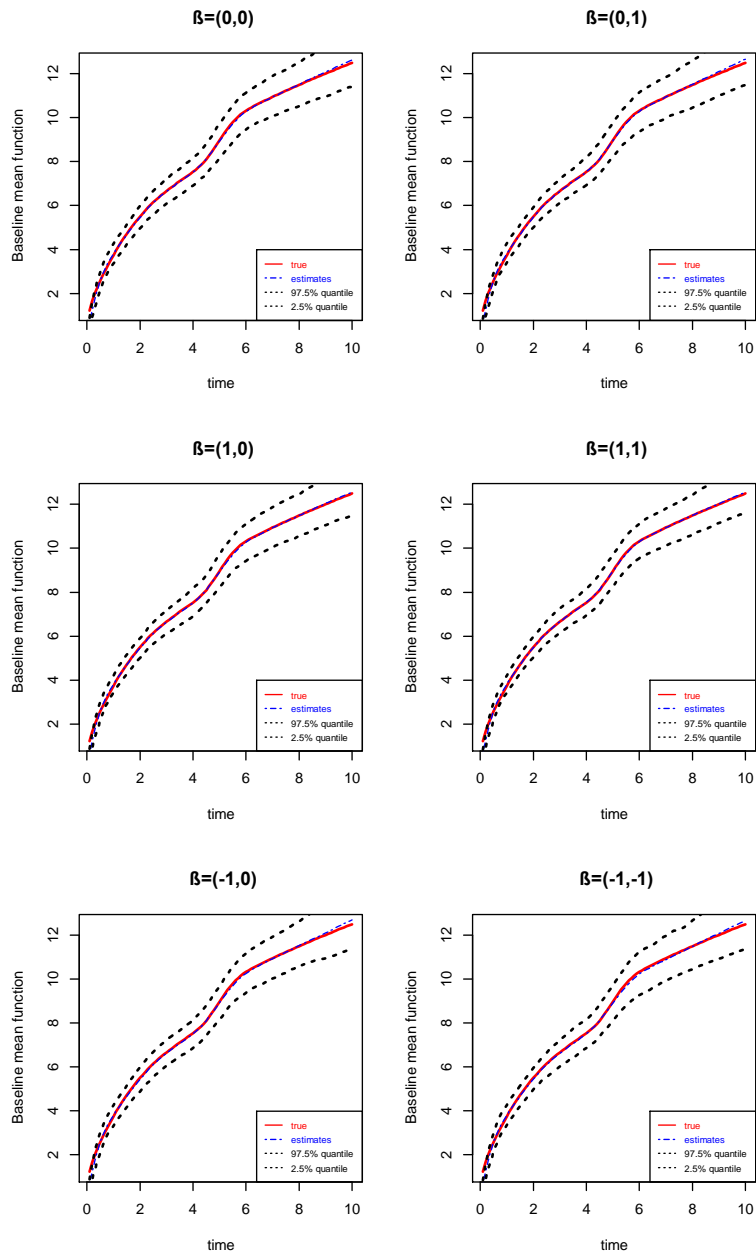 ß=(0,0)
Baseline mean function
2 4 6 8 10 12
true
estimates
97.5% quantile
2.5% quantile
0 2 4 6 8 10
time
ß=(0,1)
Baseline mean function
2 4 6 8 10 12
true
estimates
97.5% quantile
2.5% quantile
0 2 4 6 8 10
time
ß=(1,0)
Baseline mean function
2 4 6 8 10 12
true
estimates
97.5% quantile
2.5% quantile
0 2 4 6 8 10
time
ß=(1,1)
Baseline mean function
2 4 6 8 10 12
true
estimates
97.5% quantile
2.5% quantile
0 2 4 6 8 10
time
ß=(-1,0)
Baseline mean function
2 4 6 8 10 12
true
estimates
97.5% quantile
2.5% quantile
0 2 4 6 8 10
time
ß=(-1,-1)
Baseline mean function
2 4 6 8 10 12
true
estimates
97.5% quantile
2.5% quantile
0 2 4 6 8 10
time